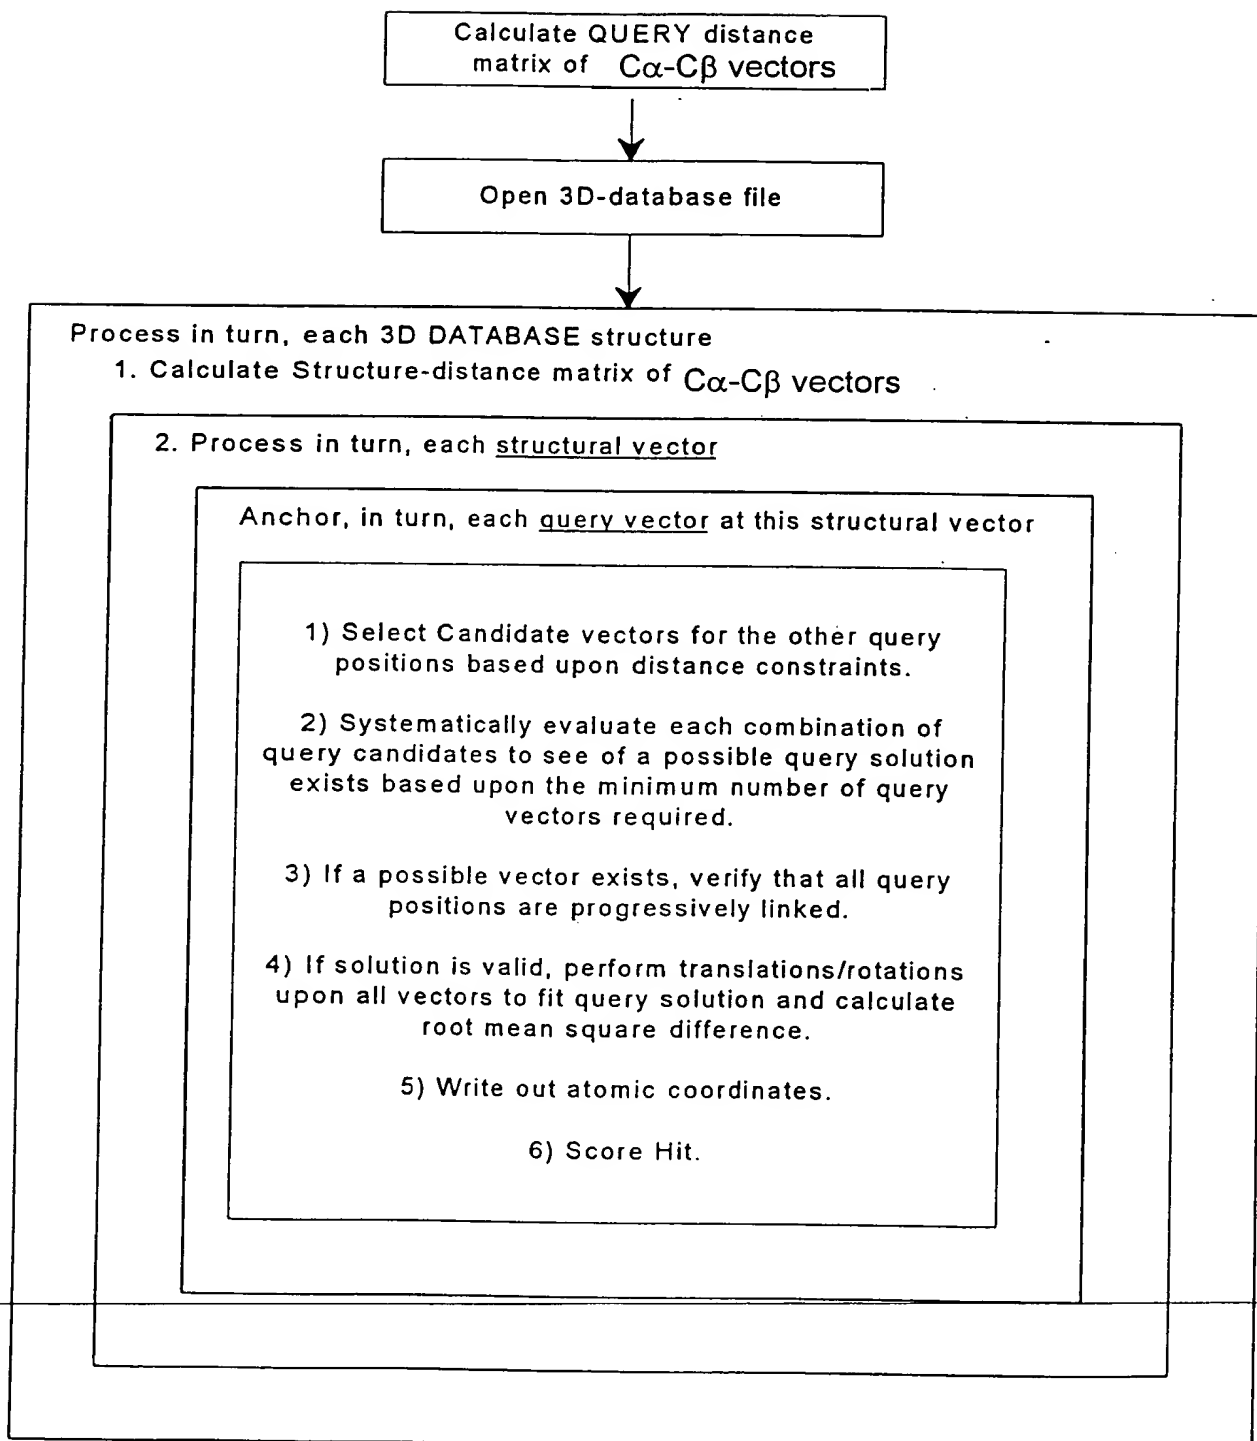 Calculate QUERY distance
matrix of Cα-Cβ vectors
Open 3D-database file
Process in turn, each 3D DATABASE structure
1. Calculate Structure-distance matrix of Cα-Cβ vectors
2. Process in turn, each structural vector
Anchor, in turn, each query vector at this structural vector
1) Select Candidate vectors for the other query
positions based upon distance constraints.
2) Systematically evaluate each combination of
query candidates to see of a possible query solution
exists based upon the minimum number of query
vectors required.
3) If a possible vector exists, verify that all query
positions are progressively linked.
4) If solution is valid, perform translations/rotations
upon all vectors to fit query solution and calculate
root mean square difference.
5) Write out atomic coordinates.
6) Score Hit.